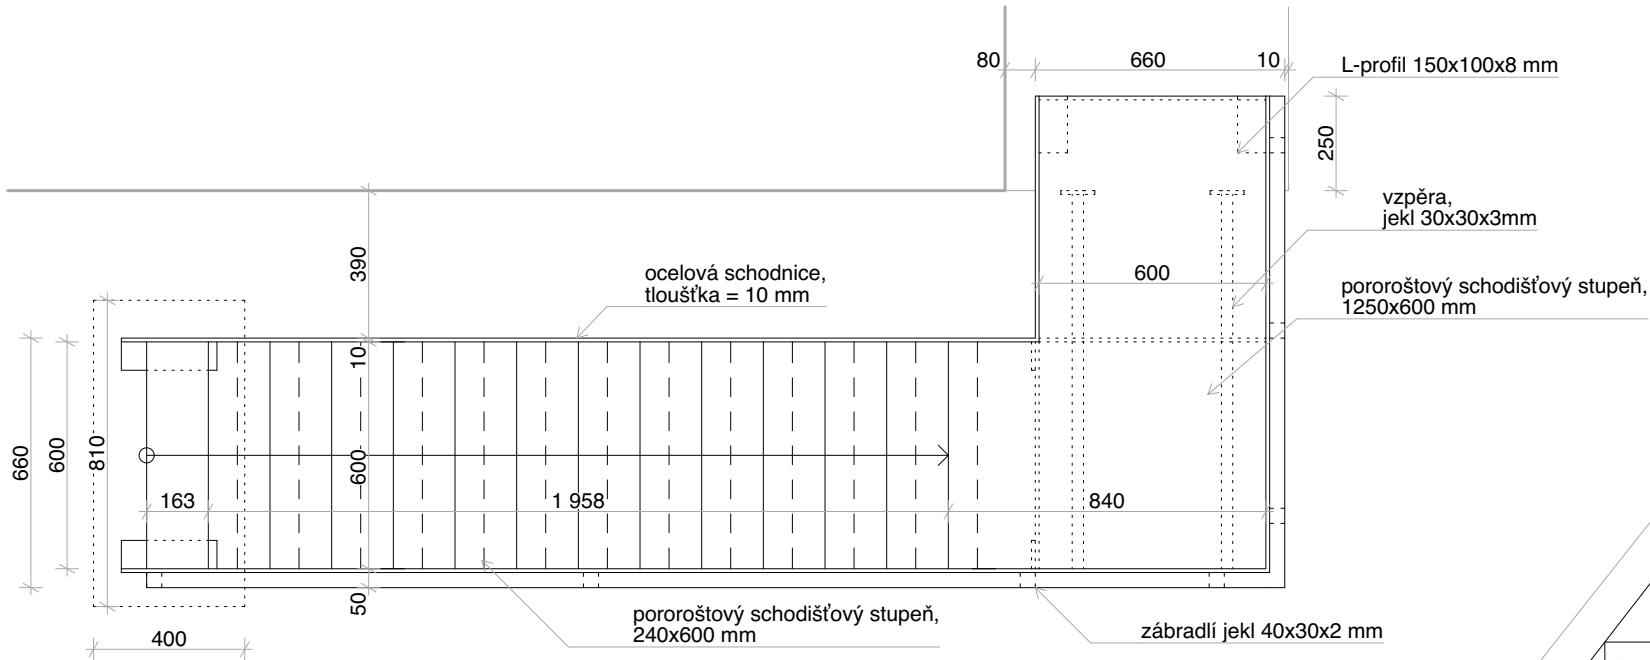 80
660
10
L-profil 150x100x8 mm
250
vzpěra,
jekl 30x30x3mm
390
ocelová schodnice,
tloušťka = 10 mm
600
pororoštový schodišťový stupeň,
1250x600 mm
10
660
600
810
600
163
1 958
840
50
400
pororoštový schodišťový stupeň,
240x600 mm
zábradlí jekl 40x30x2 mm